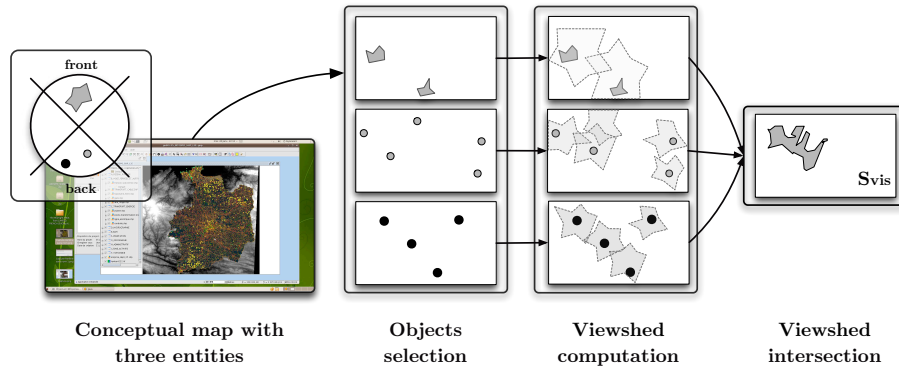 front
back
Svis
Conceptual map with
three entities
Objects
selection
Viewshed
computation
Viewshed
intersection